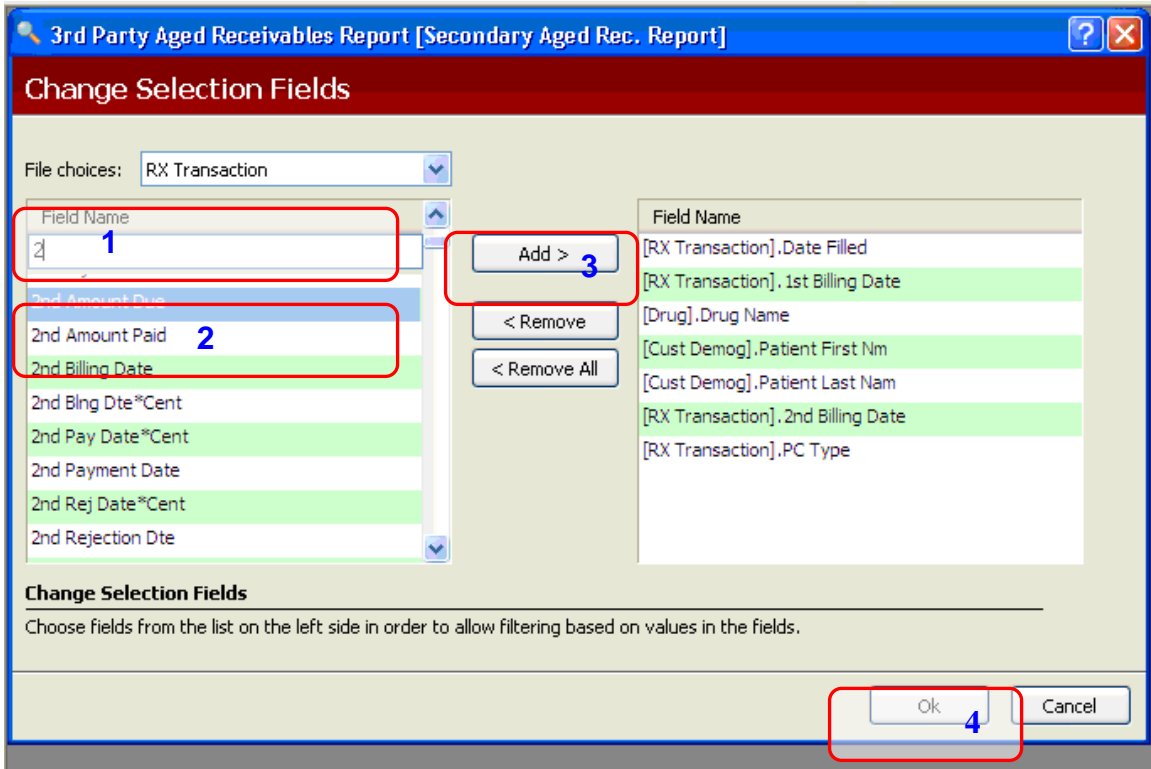 3rd Party Aged Receivables Report [Secondary Aged Rec. Report]
Change Selection Fields
File choices: RX Transaction
Field Name
2
1
2nd Amount Due
2nd Amount Paid
2
2nd Billing Date
2nd Blng Dte*Cent
2nd Pay Date*Cent
2nd Payment Date
2nd Rej Date*Cent
2nd Rejection Dte
Add >
3
< Remove
< Remove All
Field Name
[RX Transaction].Date Filled
[RX Transaction].1st Billing Date
[Drug].Drug Name
[Cust Demog].Patient First Nm
[Cust Demog].Patient Last Nam
[RX Transaction].2nd Billing Date
[RX Transaction].PC Type
Change Selection Fields
Choose fields from the list on the left side in order to allow filtering based on values in the fields.
Ok
4
Cancel